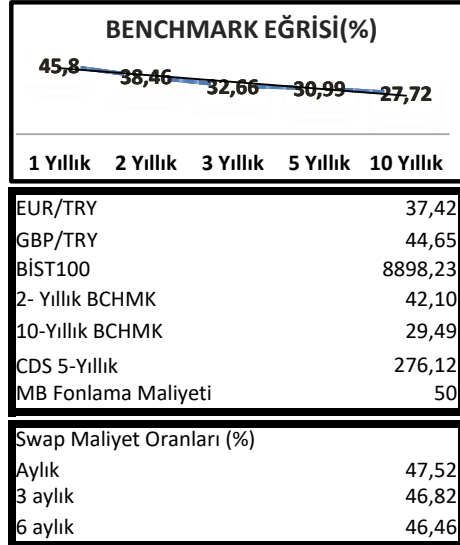 BENCHMARK EĞRİSİ(%)
45,8 38,46 32,66 30,99 27,72
1 Yıllık 2 Yıllık 3 Yıllık 5 Yıllık 10 Yıllık
EUR/TRY 37,42
GBP/TRY 44,65
BİST100 8898,23
2- Yıllık BCHMK 42,10
10-Yıllık BCHMK 29,49
CDS 5-Yıllık 276,12
MB Fonlama Maliyeti 50
Swap Maliyet Oranları (%)
Aylık 47,52
3 aylık 46,82
6 aylık 46,46